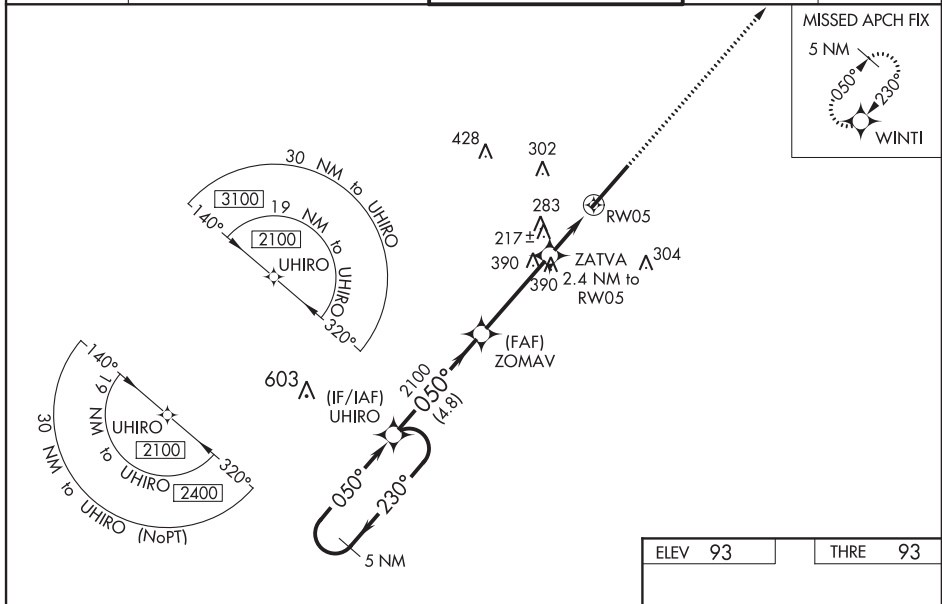 MISSED APCH FIX
5 NM
050°
230°
WINTI
428
302
30 NM to UHIRO
3100
140°
19 NM to UHIRO
2100
UHIRO
320°
283
217±
390
390
RW05
ZATVA
2.4 NM to
RW05
304
(FAF)
ZOMAV
2100
050°
(4.8)
603
(IF/IAF)
UHIRO
140°
19 NM to UHIRO
UHIRO
2100
320°
2400
30 NM to UHIRO (NoPT)
050°
230°
5 NM
ELEV 93
THRE 93